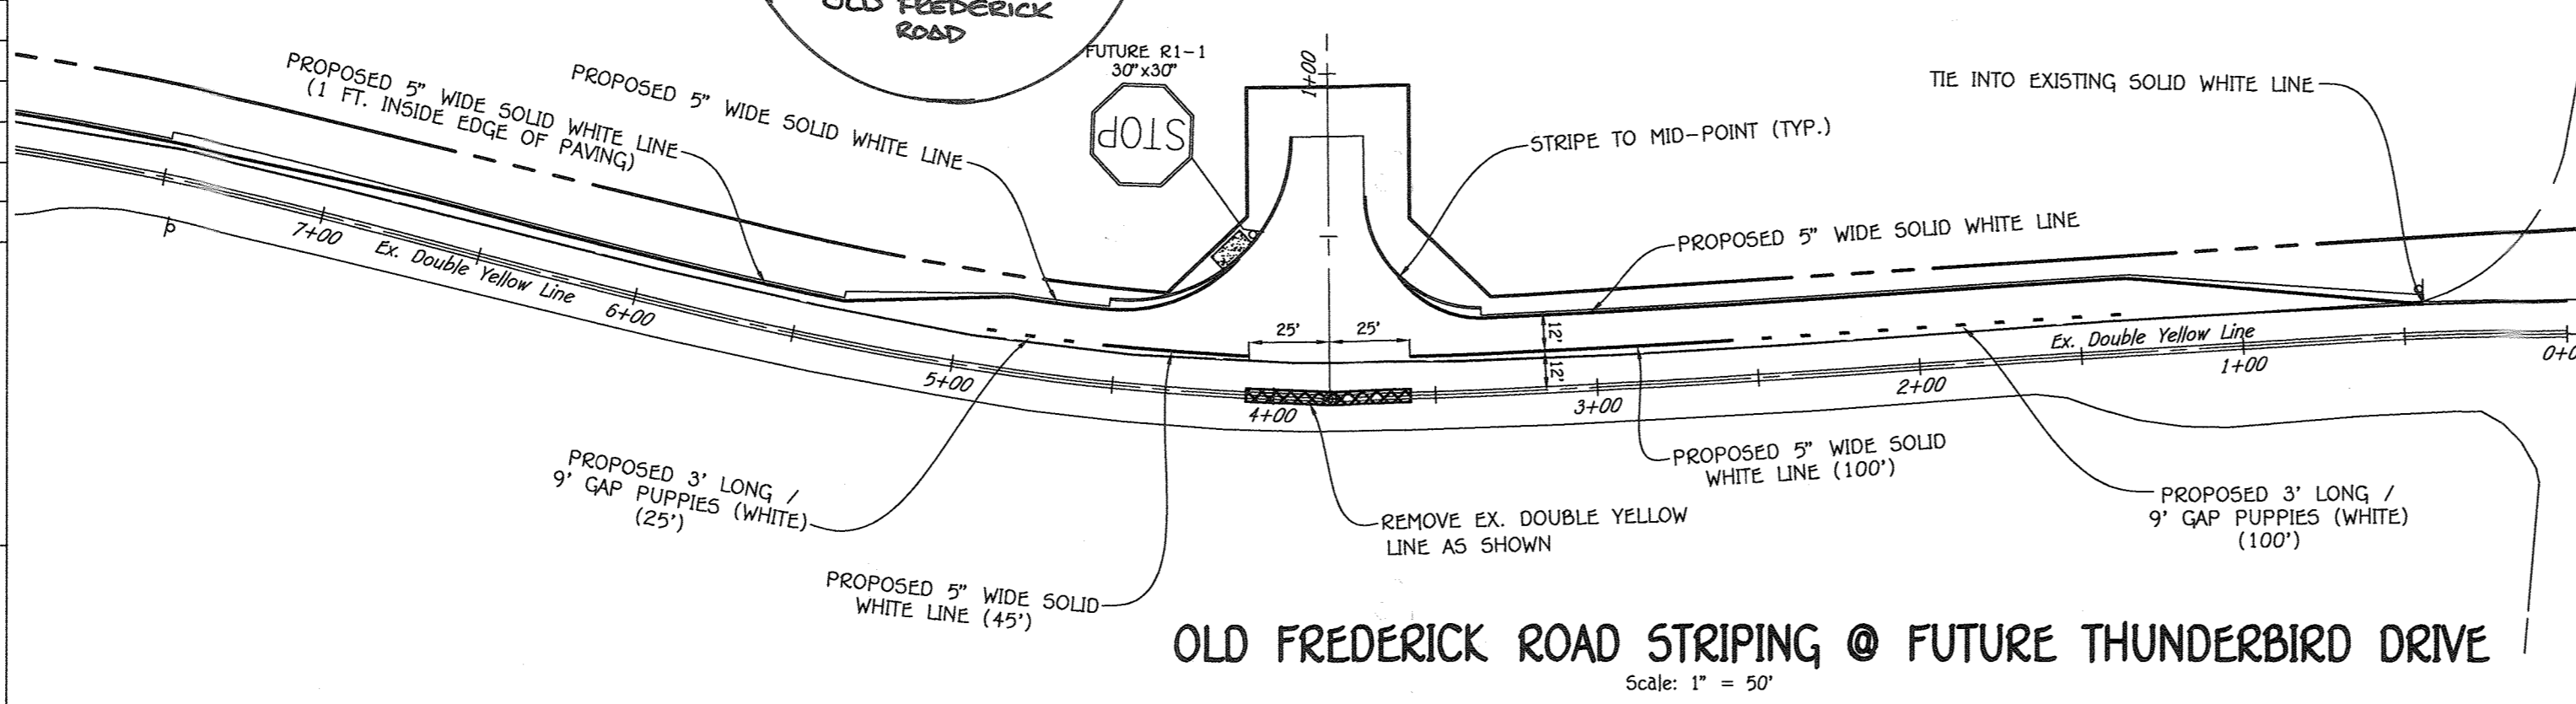 OLD FREDERICK
ROAD
FUTURE R1-1
30"x30"
STOP
PROPOSED 5" WIDE SOLID WHITE LINE
(1 FT. INSIDE EDGE OF PAVING)
PROPOSED 5" WIDE SOLID WHITE LINE
1+00
STRIPE TO MID-POINT (TYP.)
TIE INTO EXISTING SOLID WHITE LINE
PROPOSED 5" WIDE SOLID WHITE LINE
7+00
Ex. Double Yellow Line
6+00
5+00
25'
25'
12'
12'
4+00
3+00
2+00
Ex. Double Yellow Line
1+00
PROPOSED 3' LONG /
9' GAP PUPPIES (WHITE)
(25')
PROPOSED 5" WIDE SOLID
WHITE LINE (45')
REMOVE EX. DOUBLE YELLOW
LINE AS SHOWN
PROPOSED 5" WIDE SOLID
WHITE LINE (100')
PROPOSED 3' LONG /
9' GAP PUPPIES (WHITE)
(100')
OLD FREDERICK ROAD STRIPING @ FUTURE THUNDERBIRD DRIVE
Scale: 1" = 50'